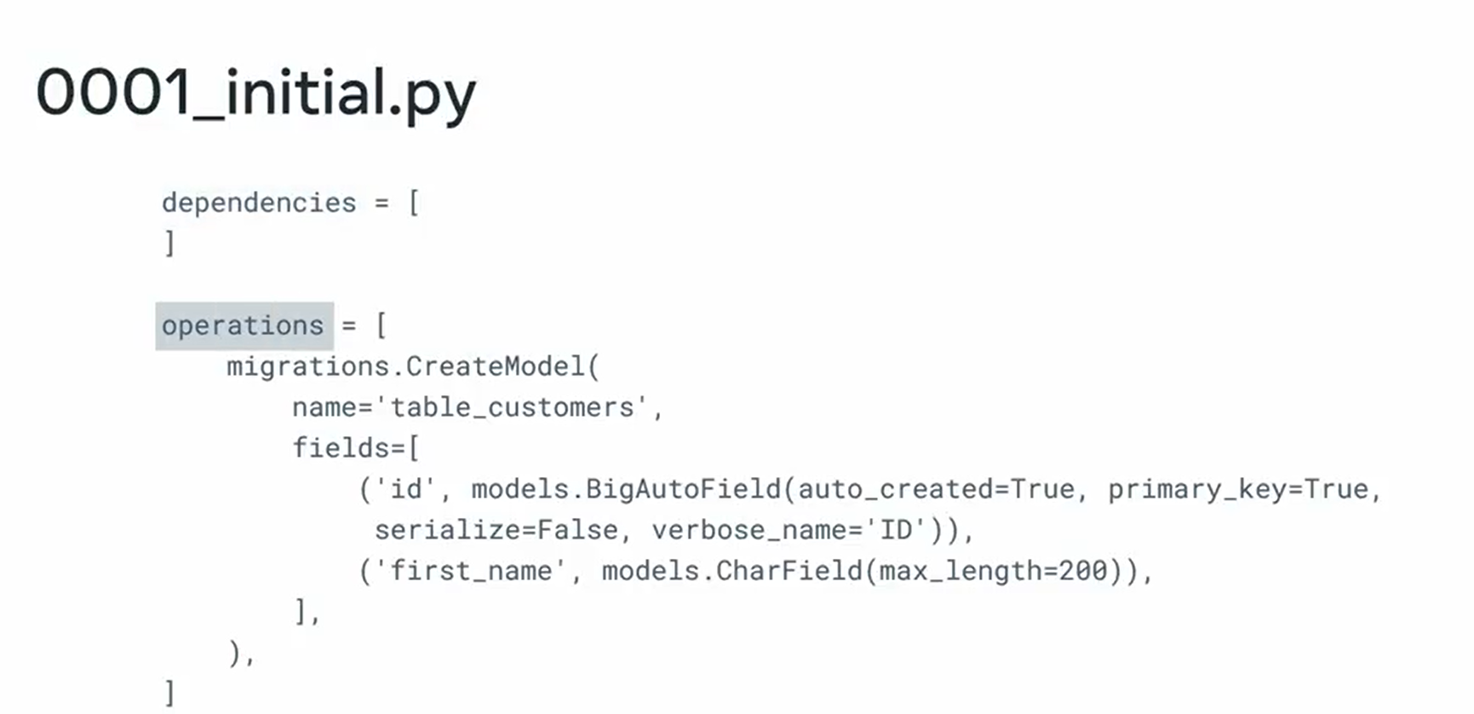 0001_initial.py
dependencies = [
]
operations = [
migrations.CreateModel(
name='table_customers',
fields=[
('id', models.BigAutoField(auto_created=True, primary_key=True,
serialize=False, verbose_name='ID')),
('first_name', models.CharField(max_length=200)),
],
),
]